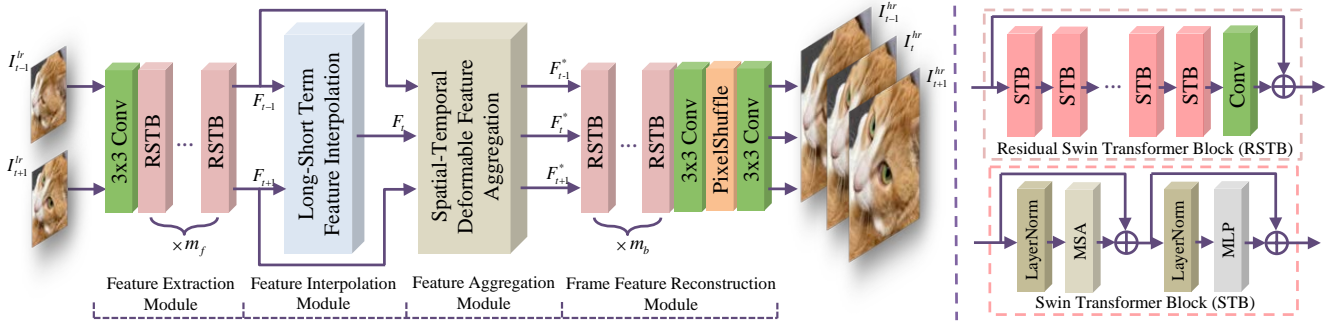 I_{t-1}^{lr}
I_{t+1}^{lr}
3x3 Conv
RSTB
...
RSTB
× m_f
F_{t-1}
F_{t+1}
Long-Short Term
Feature Interpolation
F_t
Spatial-Temporal
Deformable Feature
Aggregation
F_{t-1}^*
F_t^*
F_{t+1}^*
RSTB
...
RSTB
× m_b
3x3 Conv
PixelShuffle
3x3 Conv
I_{t-1}^{hr}
I_t^{hr}
I_{t+1}^{hr}
Feature Extraction
Module
Feature Interpolation
Module
Feature Aggregation
Module
Frame Feature Reconstruction
Module
STB
STB
...
STB
STB
Conv
Residual Swin Transformer Block (RSTB)
LayerNorm
MSA
LayerNorm
MLP
Swin Transformer Block (STB)